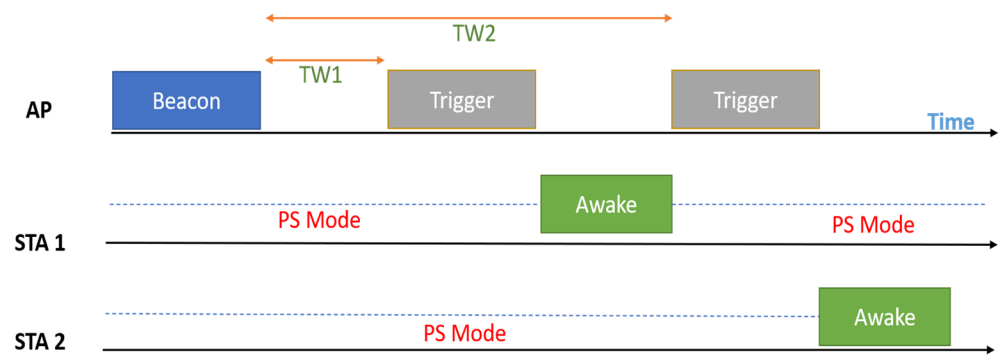 TW2
TW1
AP
Beacon
Trigger
Trigger
Time
Awake
PS Mode
PS Mode
STA 1
Awake
PS Mode
STA 2